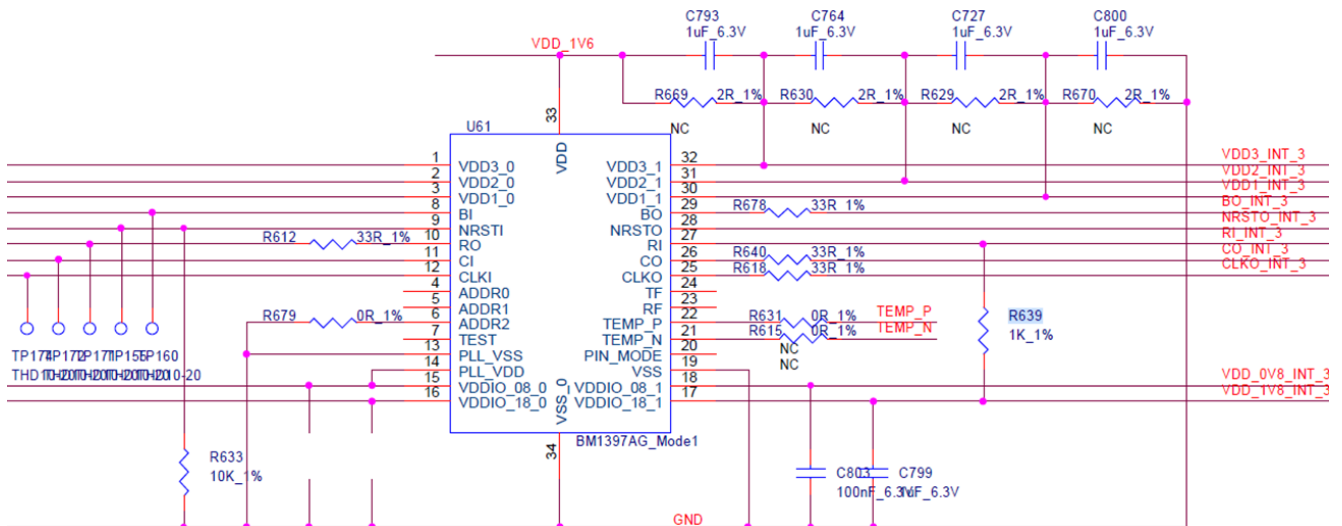 C793
1uF_6.3V
C764
1uF_6.3V
C727
1uF_6.3V
C800
1uF_6.3V
VDD_1V6
R669
2R_1%
R630
2R_1%
R629
2R_1%
R670
2R_1%
NC
NC
NC
NC
33
U61
VDD
1
VDD3_0
VDD3_1
32
VDD3_INT_3
2
VDD2_0
VDD2_1
31
VDD2_INT_3
3
VDD1_0
VDD1_1
30
VDD1_INT_3
8
BI
BO
29
R678
33R_1%
BO_INT_3
9
NRSTI
NRSTO
28
NRSTO_INT_3
R612
33R_1%
10
RO
RI
27
RI_INT_3
11
CI
CO
26
R640
33R_1%
CO_INT_3
12
CLKI
CLKO
25
R618
33R_1%
CLKO_INT_3
4
ADDR0
TF
24
5
ADDR1
RF
23
R679
0R_1%
6
ADDR2
TEMP_P
22
R631
0R_1%
TEMP_P
7
TEST
TEMP_N
21
R615
0R_1%
TEMP_N
13
PLL_VSS
PIN_MODE
20
NC
NC
14
PLL_VDD
VSS
19
15
VDDIO_08_0
VDDIO_08_1
18
VDD_0V8_INT_3
16
VDDIO_18_0
VDDIO_18_1
17
VDD_1V8_INT_3
VSS_0
34
BM1397AG_Mode1
R639
1K_1%
TP160
R633
10K_1%
C803
100nF_6.3V
C799
1uF_6.3V
GND